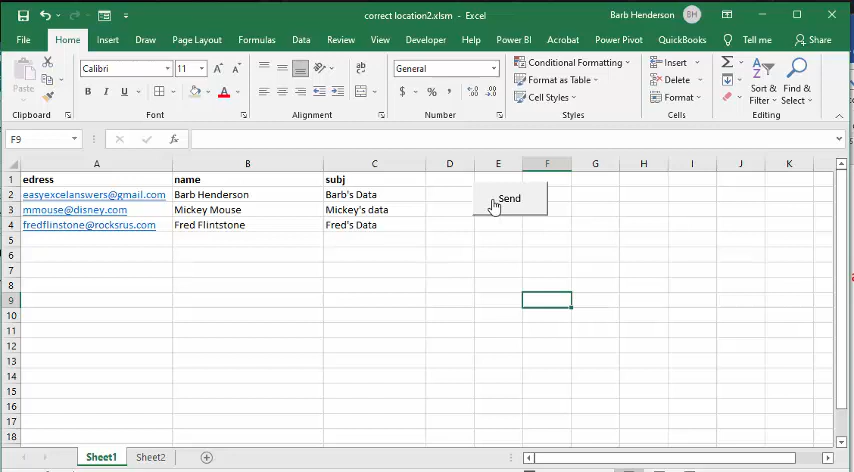 correct location2.xlsm - Excel
Barb Henderson BH
File Home Insert Draw Page Layout Formulas Data Review View Developer Help Power BI Acrobat Power Pivot QuickBooks Tell me Share
Calibri 11 A A ab General Conditional Formatting Insert
Paste B I U A $ % , Format as Table Delete Sort & Find &
Cell Styles Format Filter Select
Clipboard Font Alignment Number Styles Cells Editing
F9 fx
A B C D E F G H I J K
1 edress name subj
2 easyexcelanswers@gmail.com Barb Henderson Barb's Data Send
3 mmouse@disney.com Mickey Mouse Mickey's data
4 fredflinstone@rocksrus.com Fred Flintstone Fred's Data
5
6
7
8
9
10
11
12
13
14
15
16
17
18
Sheet1 Sheet2